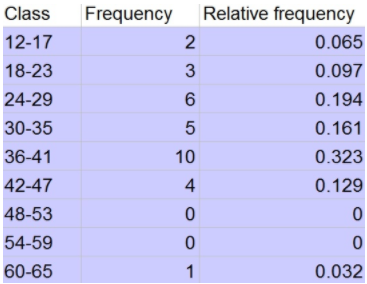 Class Frequency Relative frequency
12-17 2 0.065
18-23 3 0.097
24-29 6 0.194
30-35 5 0.161
36-41 10 0.323
42-47 4 0.129
48-53 0 0
54-59 0 0
60-65 1 0.032